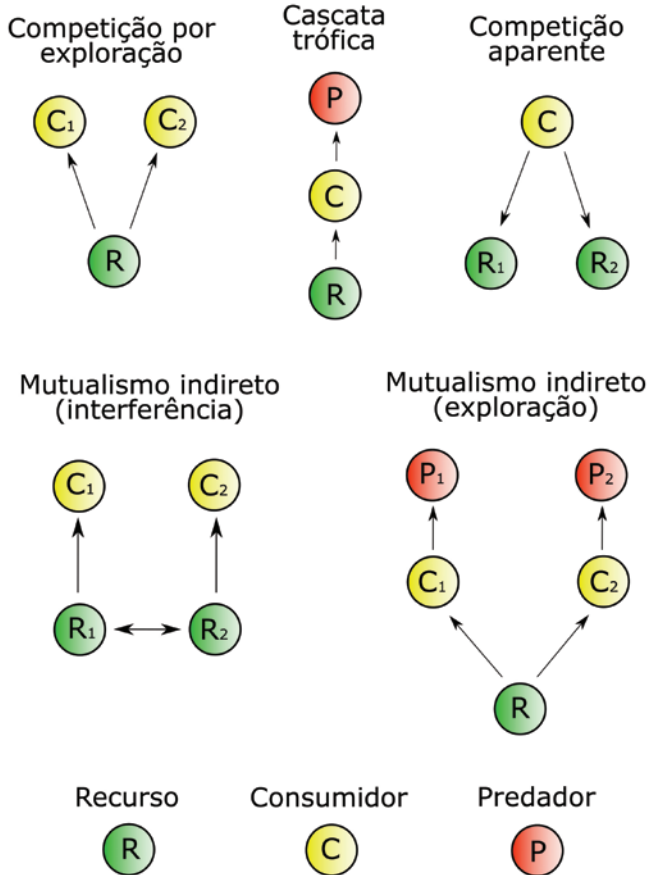 Competição por
exploração
Cascata
trófica
Competição
aparente
C1
C2
R
P
C
R
C
R1
R2
Mutualismo indireto
(interferência)
Mutualismo indireto
(exploração)
C1
C2
R1
R2
P1
P2
C1
C2
R
Recurso
Consumidor
Predador
R
C
P